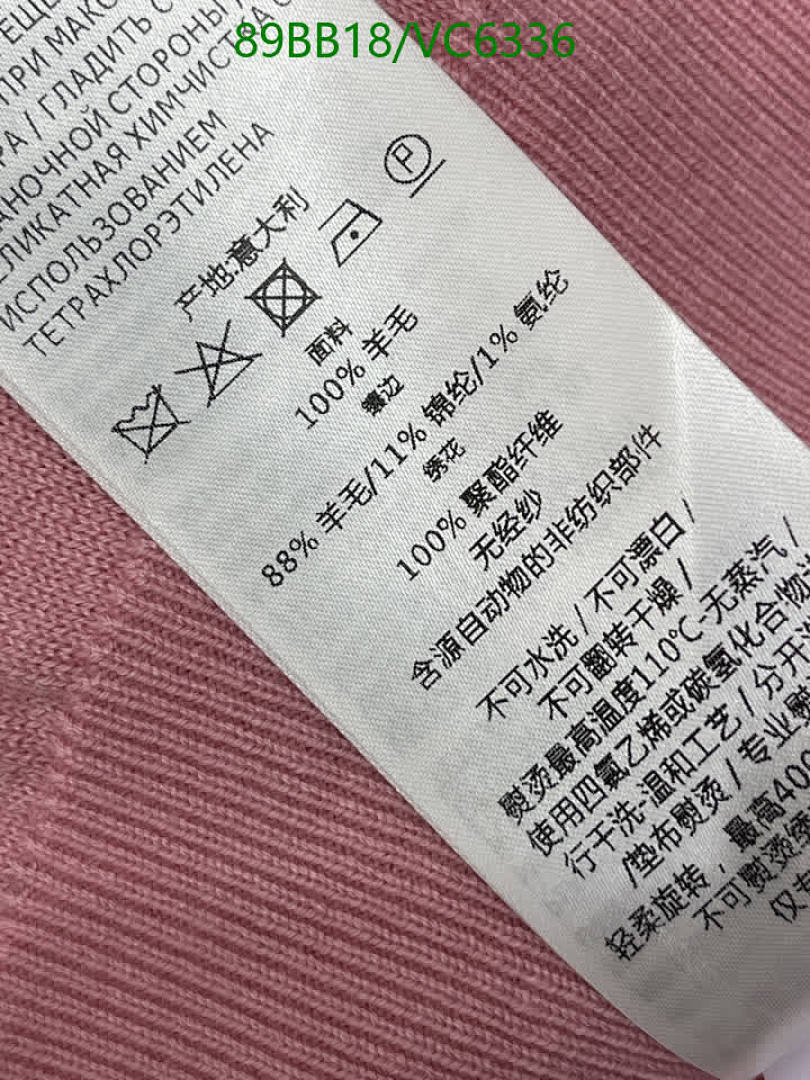 89BB18/VC6336
ПРИ МАКС
РА / ГЛАДИТЬ С
СТОРОНЫ /
ХИМЧИСТКА С
ИСПОЛЬЗОВАНИЕМ
ТЕТРАХЛОРЭТИЛЕНА
产地:意大利
P
面料
100% 羊毛
镶边
88% 羊毛/11% 锦纶/1% 氨纶
绣花
100% 聚酯纤维
无经纱
含源自动物的非纺织部件
不可水洗 / 不可漂白 /
不可翻转干燥 /
熨烫最高温度110℃-无蒸汽 /
使用四氯乙烯或碳氢化合物进
行干洗-温和工艺 / 分开
/垫布熨烫 / 专业
轻柔旋转，最高400
不可熨烫